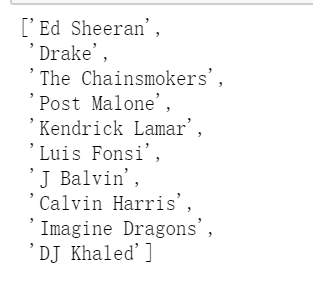 ['Ed Sheeran',
'Drake',
'The Chainsmokers',
'Post Malone',
'Kendrick Lamar',
'Luis Fonsi',
'J Balvin',
'Calvin Harris',
'Imagine Dragons',
'DJ Khaled']